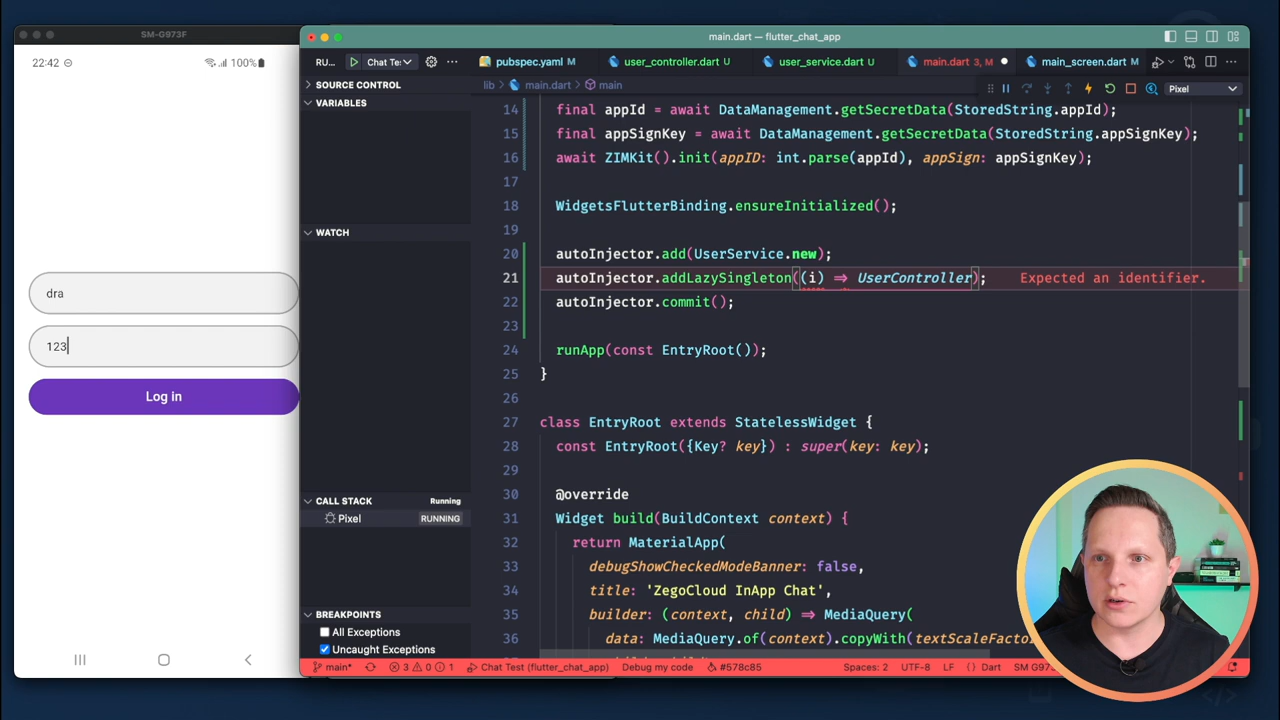 SM-G973F
22:42
100%
dra
123
Log in
main.dart — flutter_chat_app
RU...
Chat Te:
pubspec.yaml M
user_controller.dart U
user_service.dart U
main.dart 3, M
main_screen.dart M
SOURCE CONTROL
lib > main.dart > main
Pixel
VARIABLES
WATCH
CALL STACK
Running
Pixel
RUNNING
BREAKPOINTS
All Exceptions
Uncaught Exceptions
14 final appId = await DataManagement.getSecretData(StoredString.appId);
15 final appSignKey = await DataManagement.getSecretData(StoredString.appSignKey);
16 await ZIMKit().init(appID: int.parse(appId), appSign: appSignKey);
17
18 WidgetsFlutterBinding.ensureInitialized();
19
20 autoInjector.add(UserService.new);
21 autoInjector.addLazySingleton((i) => UserController); Expected an identifier.
22 autoInjector.commit();
23
24 runApp(const EntryRoot());
25 }
26
27 class EntryRoot extends StatelessWidget {
28 const EntryRoot({Key? key}) : super(key: key);
29
30 @override
31 Widget build(BuildContext context) {
32 return MaterialApp(
33 debugShowCheckedModeBanner: false,
34 title: 'ZegoCloud InApp Chat',
35 builder: (context, child) => MediaQuery(
36 data: MediaQuery.of(context).copyWith(textScaleFacto
main*
3 0 1
Chat Test (flutter_chat_app)
Debug my code
#578c85
Spaces: 2
UTF-8
LF
Dart